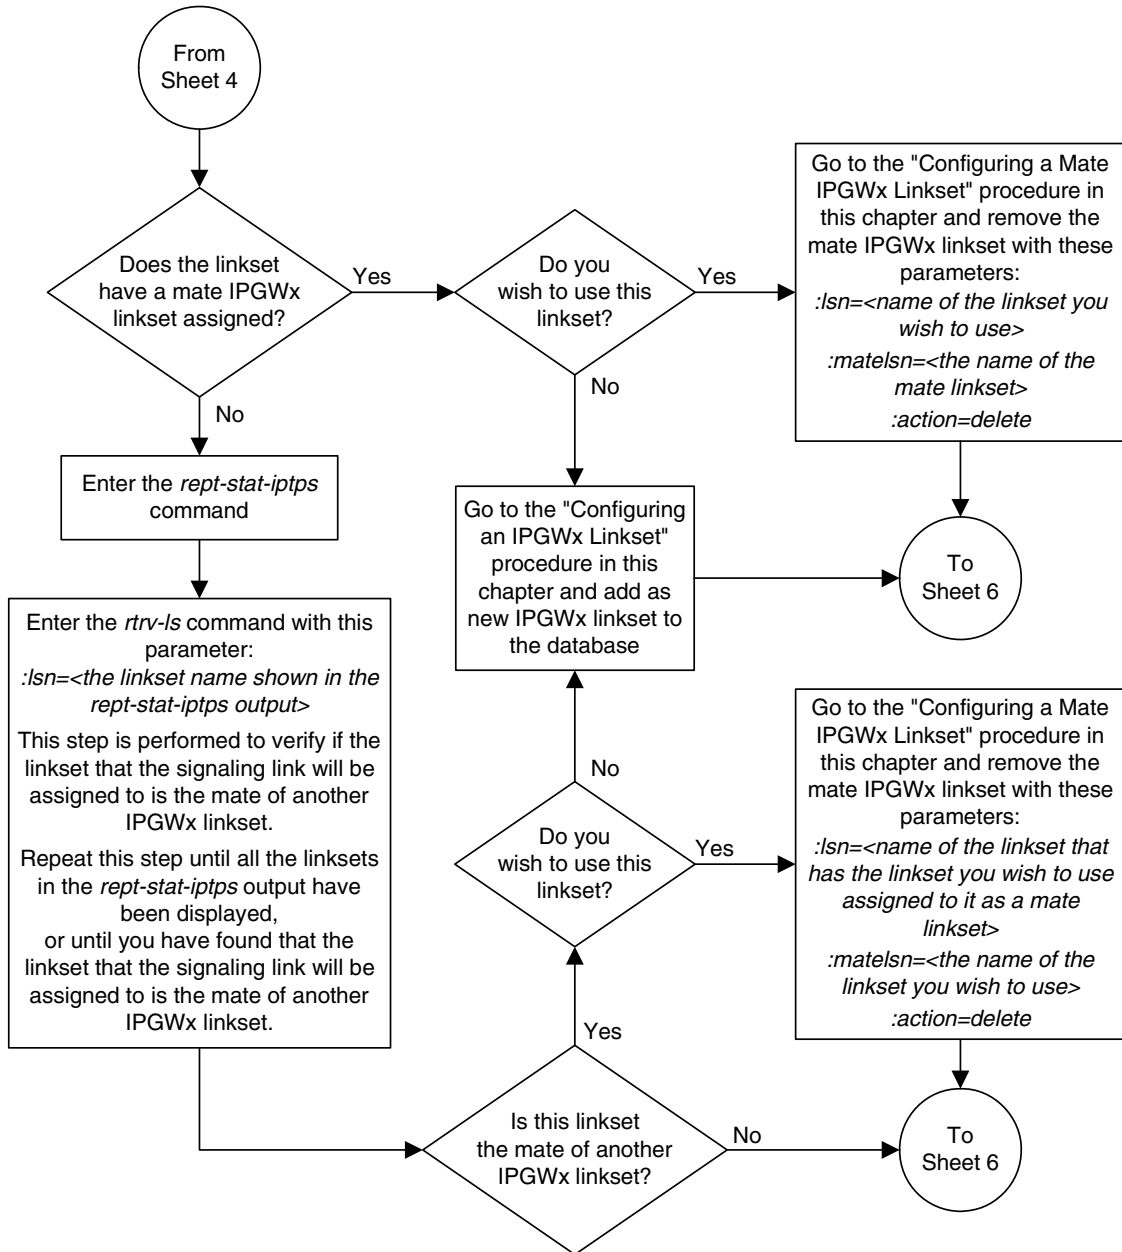 From
Sheet 4
Does the linkset
have a mate IPGWx
linkset assigned?
Yes
No
Do you
wish to use this
linkset?
Yes
No
Go to the "Configuring a Mate
IPGWx Linkset" procedure in
this chapter and remove the
mate IPGWx linkset with these
parameters:
:lsn=<name of the linkset you
wish to use>
:matelsn=<the name of the
mate linkset>
:action=delete
Enter the rept-stat-iptps
command
Go to the "Configuring
an IPGWx Linkset"
procedure in this
chapter and add as
new IPGWx linkset to
the database
To
Sheet 6
Enter the rtrv-ls command with this
parameter:
:lsn=<the linkset name shown in the
rept-stat-iptps output>
This step is performed to verify if the
linkset that the signaling link will be
assigned to is the mate of another
IPGWx linkset.
Repeat this step until all the linksets
in the rept-stat-iptps output have
been displayed,
or until you have found that the
linkset that the signaling link will be
assigned to is the mate of another
IPGWx linkset.
No
Do you
wish to use this
linkset?
Yes
Go to the "Configuring a Mate
IPGWx Linkset" procedure in
this chapter and remove the
mate IPGWx linkset with these
parameters:
:lsn=<name of the linkset that
has the linkset you wish to use
assigned to it as a mate
linkset>
:matelsn=<the name of the
linkset you wish to use>
:action=delete
Yes
Is this linkset
the mate of another
IPGWx linkset?
No
To
Sheet 6